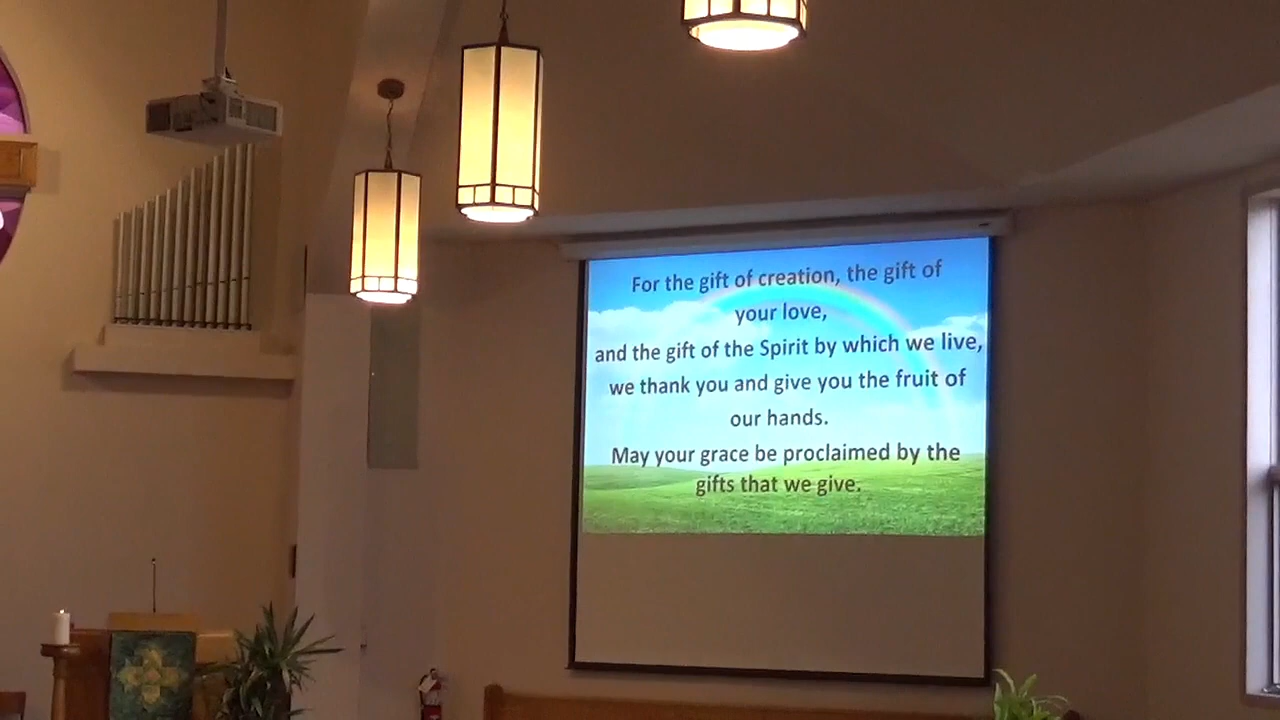 For the gift of creation, the gift of
your love,
and the gift of the Spirit by which we live,
we thank you and give you the fruit of
our hands.
May your grace be proclaimed by the
gifts that we give.